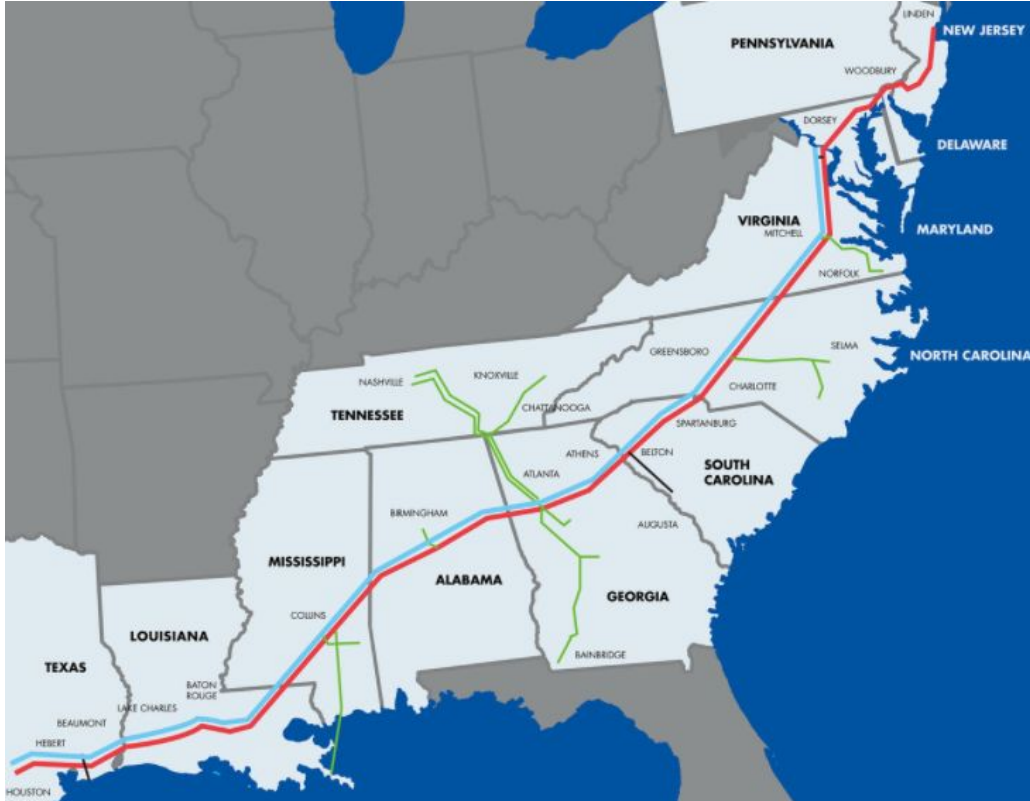 LINDEN
NEW JERSEY
PENNSYLVANIA
WOODBURY
DORSEY
DELAWARE
VIRGINIA
MITCHELL
MARYLAND
NORFOLK
GREENSBORO
SELMA
NORTH CAROLINA
NASHVILLE
KNOXVILLE
CHARLOTTE
TENNESSEE
CHATTANOOGA
SPARTANBURG
ATHENS
BELTON
ATLANTA
SOUTH
CAROLINA
BIRMINGHAM
AUGUSTA
MISSISSIPPI
ALABAMA
GEORGIA
COLLINS
LOUISIANA
BAINBRIDGE
TEXAS
BATON
ROUGE
LAKE CHARLES
BEAUMONT
HEBERT
HOUSTON